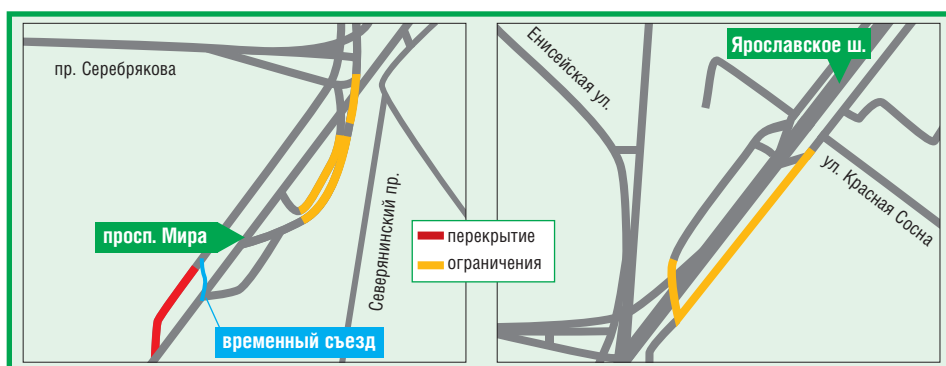 пр. Серебрякова
просп. Мира
Северянинский пр.
временный съезд
перекрытие
ограничения
Енисейская ул.
Ярославское ш.
ул. Красная Сосна